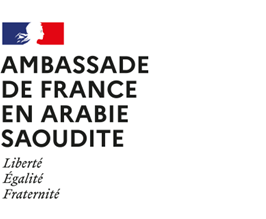 AMBASSADE
DE FRANCE
EN ARABIE
SAOUDITE
Liberté
Égalité
Fraternité